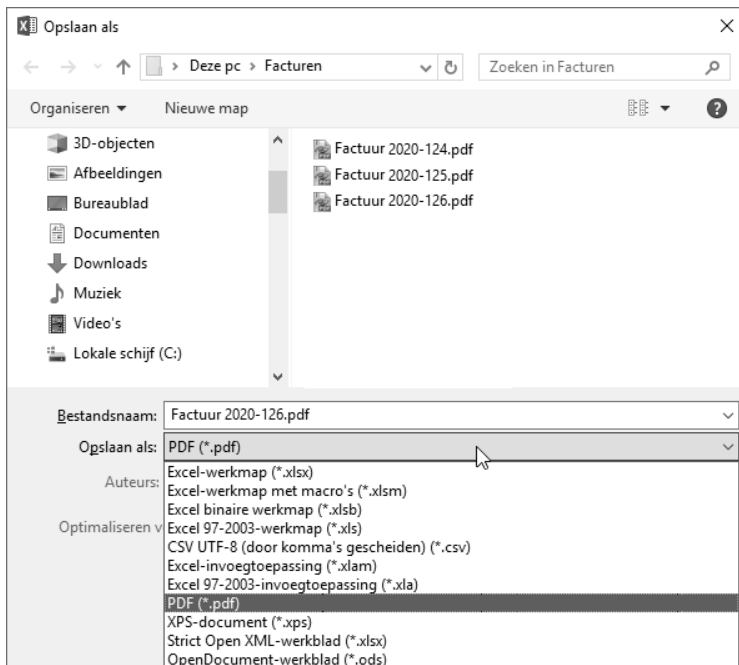 Opslaan als
Deze pc > Facturen
Zoeken in Facturen
Organiseren
Nieuwe map
3D-objecten
Afbeeldingen
Bureaublad
Documenten
Downloads
Muziek
Video's
Lokale schijf (C:)
Factuur 2020-124.pdf
Factuur 2020-125.pdf
Factuur 2020-126.pdf
Bestandsnaam: Factuur 2020-126.pdf
Opslaan als: PDF (*.pdf)
Auteurs:
Optimaliseren v
Excel-werkmap (*.xlsx)
Excel-werkmap met macro's (*.xlsm)
Excel binaire werkmap (*.xlsb)
Excel 97-2003-werkmap (*.xls)
CSV UTF-8 (door komma's gescheiden) (*.csv)
Excel-invoegtoepassing (*.xlam)
Excel 97-2003-invoegtoepassing (*.xla)
PDF (*.pdf)
XPS-document (*.xps)
Strict Open XML-werkblad (*.xlsx)
OpenDocument-werkblad (*.ods)